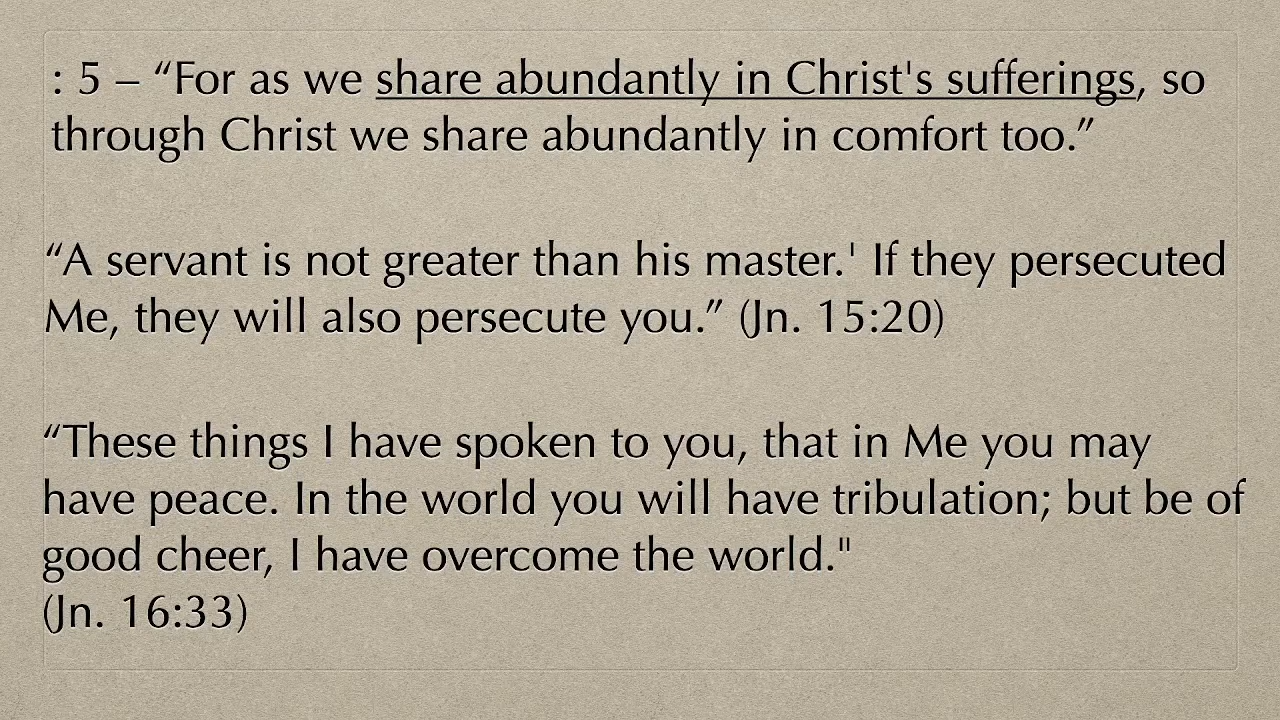 : 5 – “For as we share abundantly in Christ's sufferings, so
through Christ we share abundantly in comfort too.”
“A servant is not greater than his master.' If they persecuted
Me, they will also persecute you.” (Jn. 15:20)
“These things I have spoken to you, that in Me you may
have peace. In the world you will have tribulation; but be of
good cheer, I have overcome the world."
(Jn. 16:33)